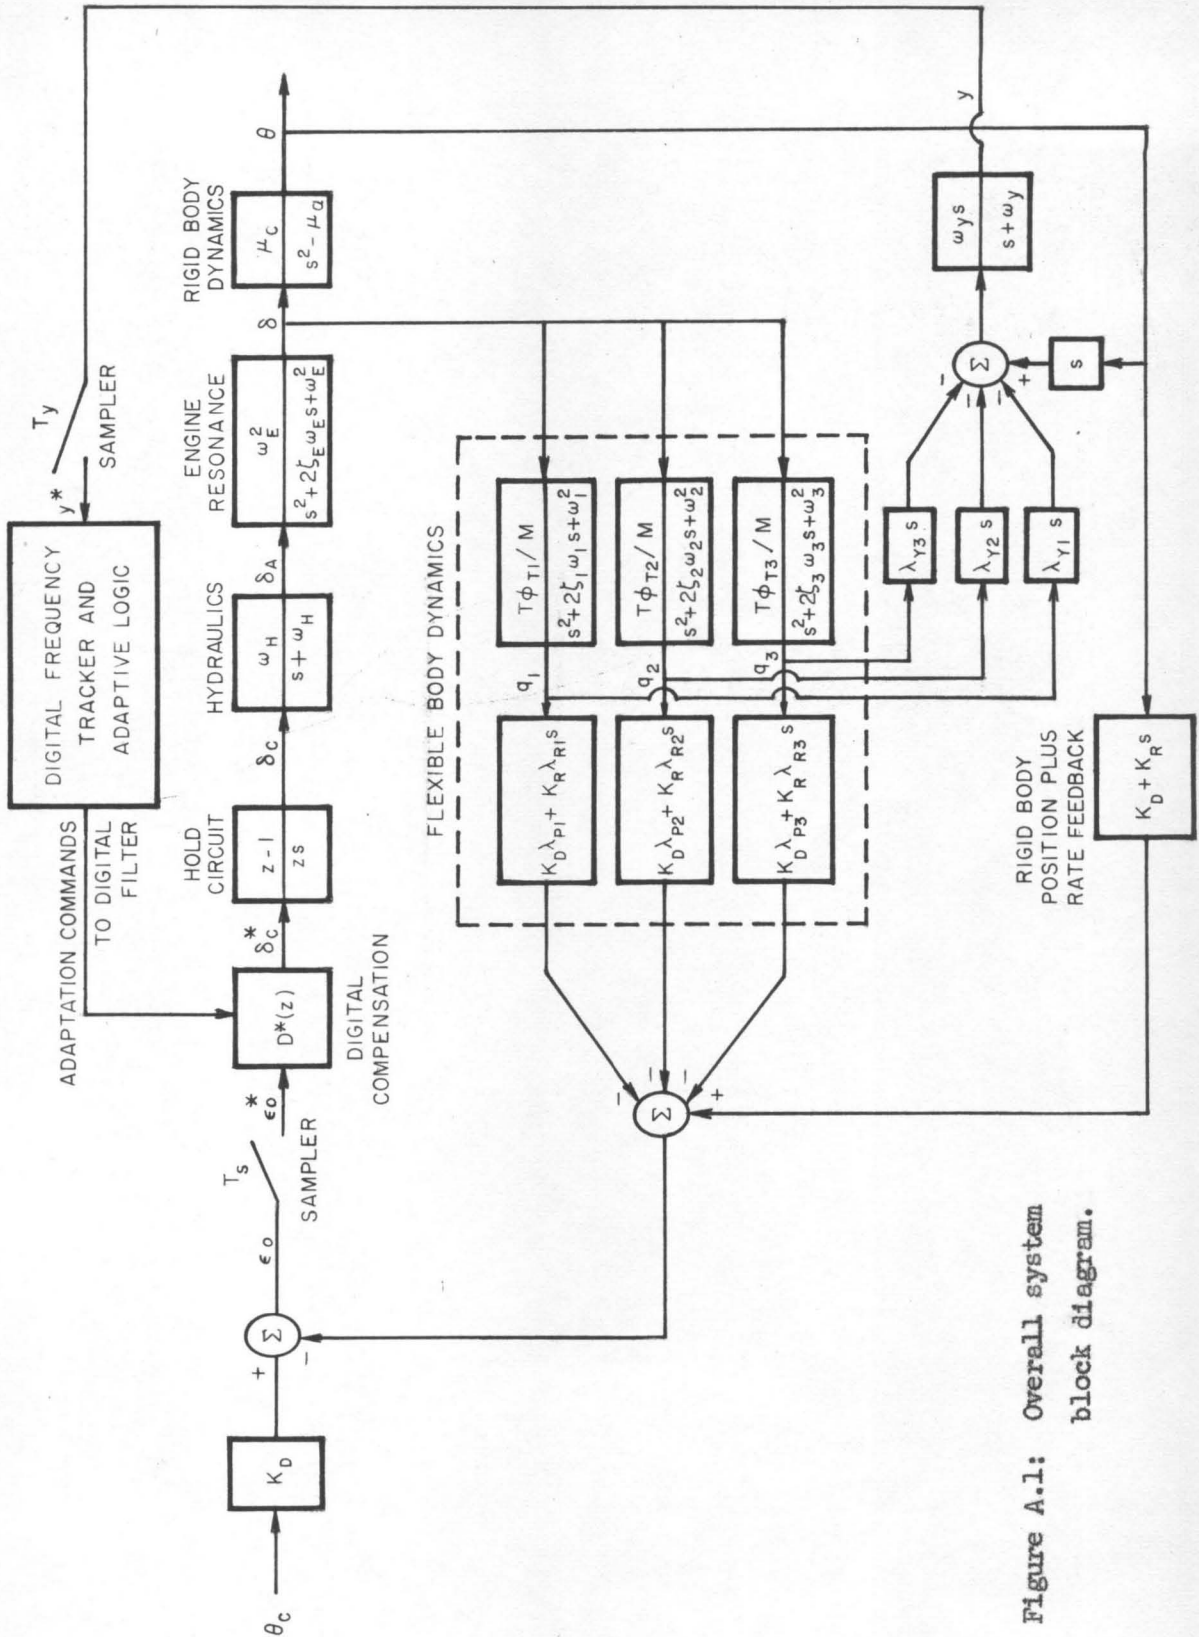 θ_C
K_D
+
−
Σ
ε_0
T_s
SAMPLER
ε_0*
D*(z)
DIGITAL
COMPENSATION
ADAPTATION COMMANDS
TO DIGITAL
FILTER
δ_C*
HOLD
CIRCUIT
z − 1
zs
δ_C
HYDRAULICS
ω_H
s + ω_H
δ_A
ENGINE
RESONANCE
ω_E^2
s^2+2ζ_Eω_Es+ω_E^2
δ
RIGID BODY
DYNAMICS
μ_C
s^2−μ_α
θ
DIGITAL FREQUENCY
TRACKER AND
ADAPTIVE LOGIC
y*
T_y
SAMPLER
FLEXIBLE BODY DYNAMICS
Tφ_T1/M
s^2+2ζ_1ω_1s+ω_1^2
q_1
K_Dλ_P1+K_Rλ_R1s
Tφ_T2/M
s^2+2ζ_2ω_2s+ω_2^2
q_2
K_Dλ_P2+K_Rλ_R2s
Tφ_T3/M
s^2+2ζ_3ω_3s+ω_3^2
q_3
K_Dλ_P3+K_Rλ_R3s
−
−
−
+
Σ
λ_Y3 s
λ_Y2 s
λ_Y1 s
−
−
−
+
Σ
s
ω_y s
s+ω_y
y
RIGID BODY
POSITION PLUS
RATE FEEDBACK
K_D+K_Rs
Figure A.1: Overall system
block diagram.